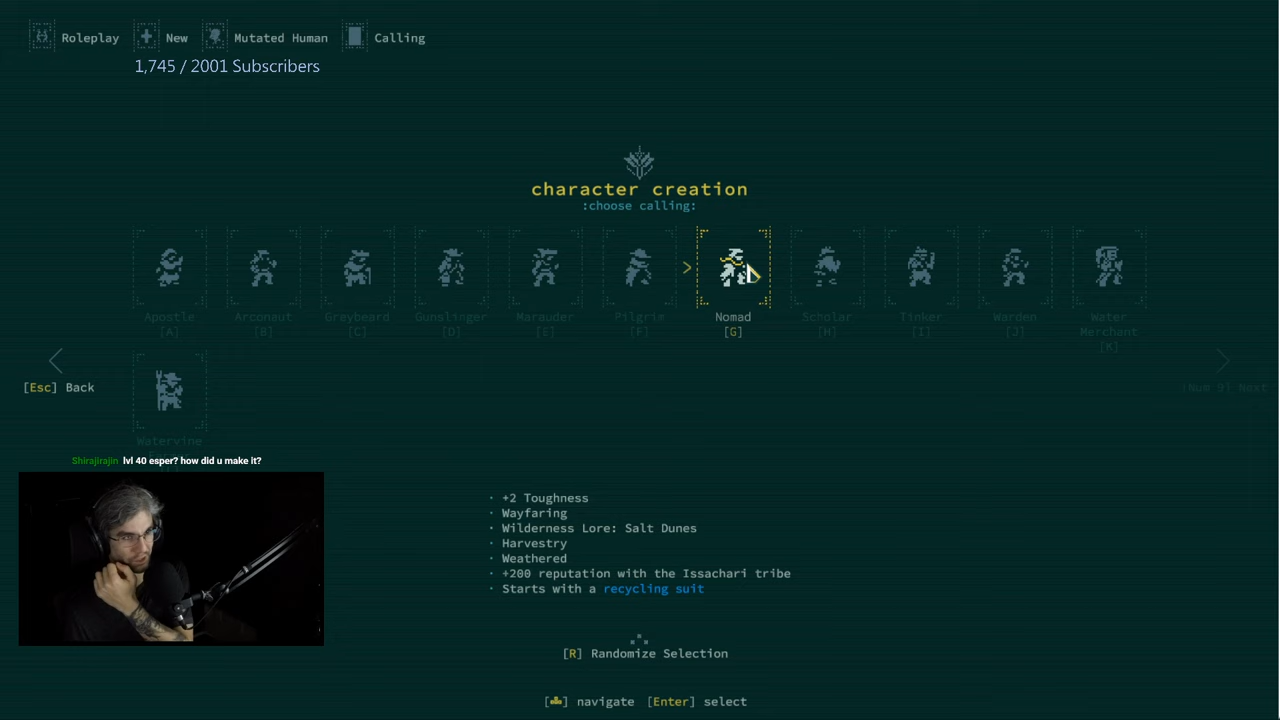 Roleplay New Mutated Human Calling
1,745 / 2001 Subscribers
character creation
:choose calling:
Apostle Arconaut Greybeard Gunslinger Marauder Pilgrim > Nomad Scholar Tinker Warden Water Merchant
[A] [B] [C] [D] [E] [F] [G] [H] [I] [J] [K]
[Esc] Back
[Num 9] Next
Watervine
Shirajirajin lvl 40 esper? how did u make it?
· +2 Toughness
· Wayfaring
· Wilderness Lore: Salt Dunes
· Harvestry
· Weathered
· +200 reputation with the Issachari tribe
· Starts with a recycling suit
[R] Randomize Selection
navigate [Enter] select